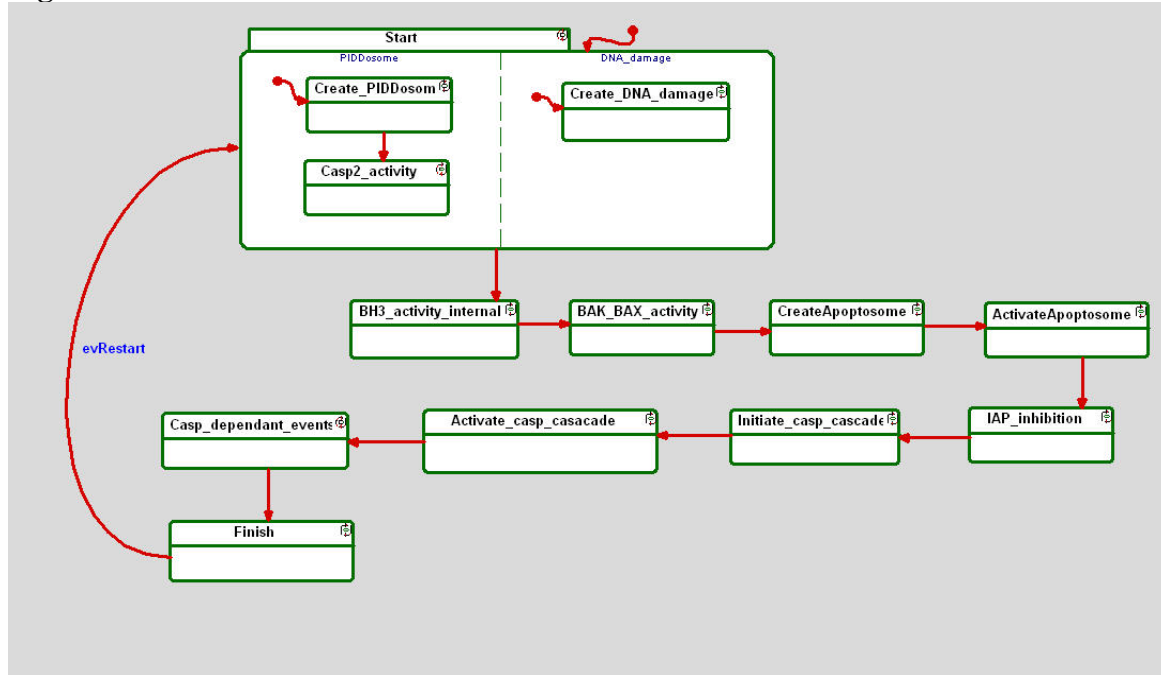 Start
PIDDosome
DNA_damage
Create_PIDDosom
Create_DNA_damage
Casp2_activity
BH3_activity_internal
BAK_BAX_activity
CreateApoptosome
ActivateApoptosome
evRestart
Casp_dependant_events
Activate_casp_casacade
Initiate_casp_cascade
IAP_inhibition
Finish